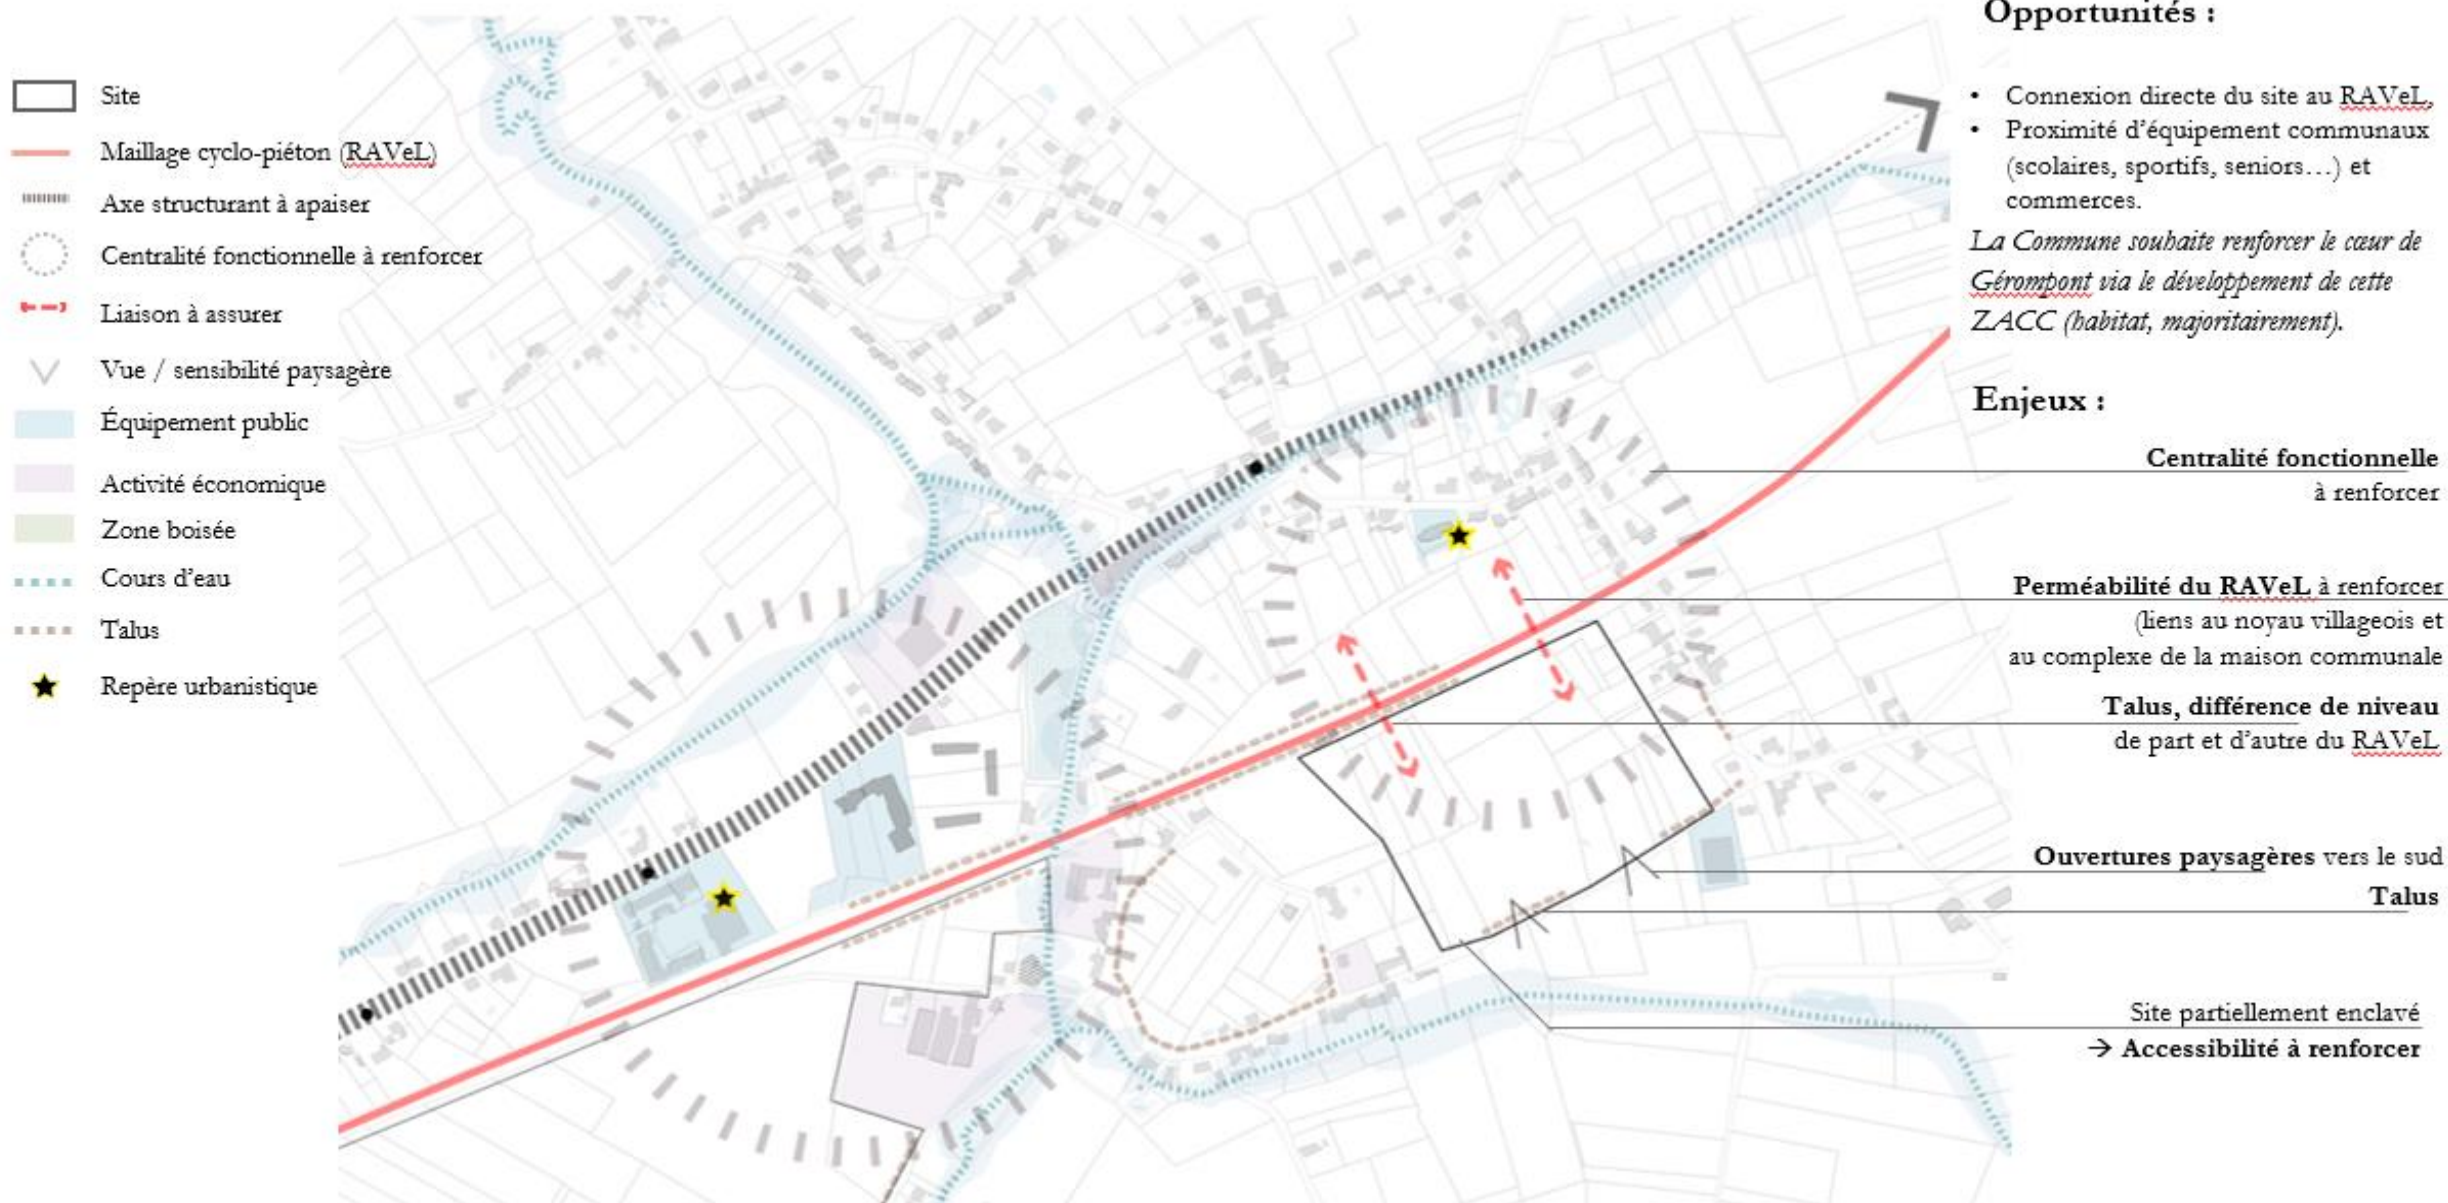 Site
Maillage cyclo-piéton (RAVeL)
Axe structurant à apaiser
Centralité fonctionnelle à renforcer
Liaison à assurer
Vue / sensibilité paysagère
Équipement public
Activité économique
Zone boisée
Cours d'eau
Talus
Repère urbanistique
Opportunités :
• Connexion directe du site au RAVeL,
• Proximité d'équipement communaux
(scolaires, sportifs, seniors…) et
commerces.
La Commune souhaite renforcer le cœur de
Gérompont via le développement de cette
ZACC (habitat, majoritairement).
Enjeux :
Centralité fonctionnelle
à renforcer
Perméabilité du RAVeL à renforcer
(liens au noyau villageois et
au complexe de la maison communale
Talus, différence de niveau
de part et d'autre du RAVeL
Ouvertures paysagères vers le sud
Talus
Site partiellement enclavé
→ Accessibilité à renforcer